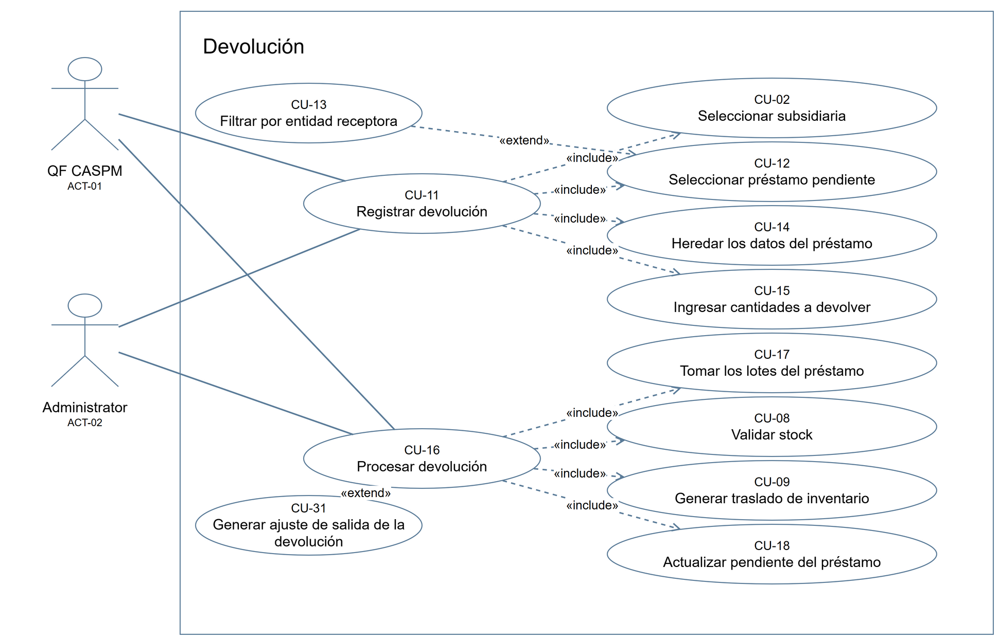 Devolución
CU-13
Filtrar por entidad receptora
CU-02
Seleccionar subsidiaria
«extend»
«include»
CU-12
Seleccionar préstamo pendiente
QF CASPM
ACT-01
«include»
CU-11
Registrar devolución
«include»
CU-14
Heredar los datos del préstamo
«include»
CU-15
Ingresar cantidades a devolver
CU-17
Tomar los lotes del préstamo
Administrator
ACT-02
«include»
CU-08
Validar stock
«include»
CU-16
Procesar devolución
«include»
CU-09
Generar traslado de inventario
«extend»
«include»
CU-31
Generar ajuste de salida de la
devolución
CU-18
Actualizar pendiente del préstamo